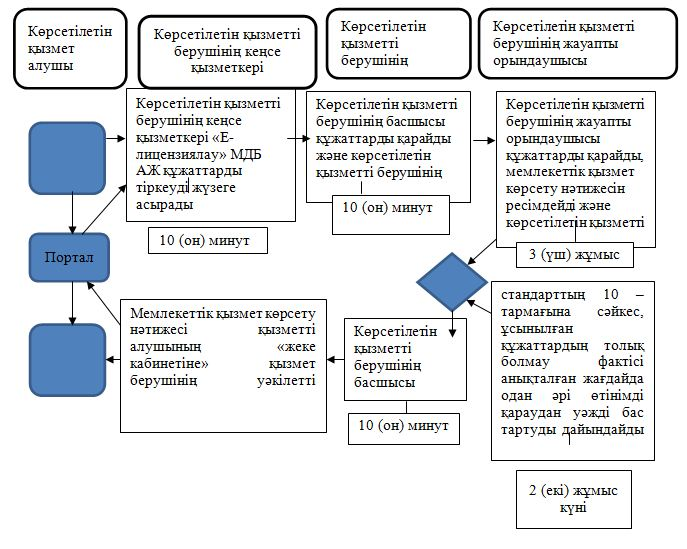 Көрсетілетін
қызмет
алушы
Көрсетілетін қызметті
берушінің кеңсе
қызметкері
Көрсетілетін
қызметті
берушінің
Көрсетілетін қызметті
берушінің жауапты
орындаушысы
Көрсетілетін қызметті
берушінің кеңсе
қызметкері «Е-
лицензиялау» МДБ
АЖ құжаттарды
тіркеуді жүзеге
асырады
10 (он) минут
Көрсетілетін қызметті
берушінің басшысы
құжаттарды қарайды
және көрсетілетін
қызметті берушінің
10 (он) минут
Көрсетілетін қызметті
берушінің жауапты
орындаушысы
құжаттарды қарайды,
мемлекеттік қызмет
көрсету нәтижесін
ресімдейді және
көрсетілетін қызметті
3 (үш) жұмыс
Портал
Мемлекеттік қызмет көрсету
нәтижесі қызметті
алушының «жеке
кабинетіне» қызмет
берушінің уәкілетті
Көрсетілетін
қызметті
берушінің
басшысы
10 (он) минут
стандарттың 10 –
тармағына сәйкес,
ұсынылған
құжаттардың толық
болмау фактісі
анықталған жағдайда
одан әрі өтінімді
қараудан уәжді бас
тартуды дайындайды
2 (екі) жұмыс
күні